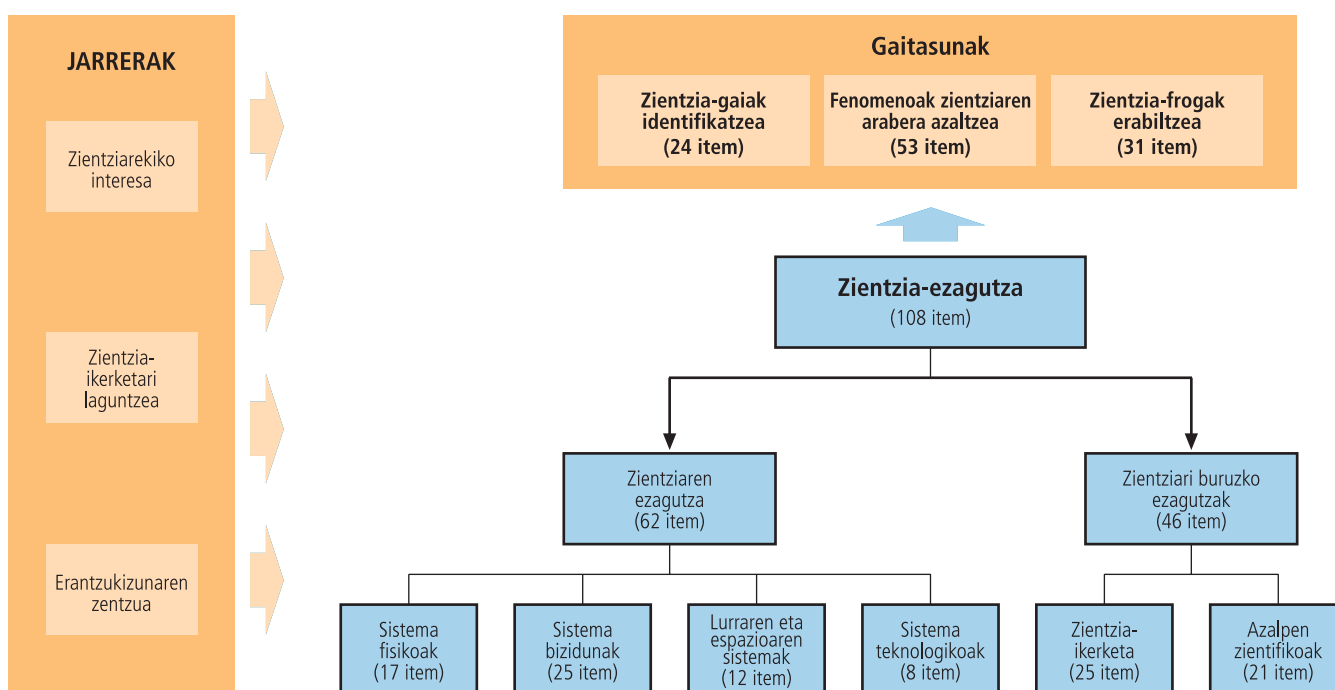 JARRERAK
Zientziarekiko
interesa
Zientzia-
ikerketari
laguntzea
Erantzukizunaren
zentzua
Gaitasunak
Zientzia-gaiak
identifikatzea
(24 item)
Fenomenoak zientziaren
arabera azaltzea
(53 item)
Zientzia-frogak
erabiltzea
(31 item)
Zientzia-ezagutza
(108 item)
Zientziaren
ezagutza
(62 item)
Zientziari buruzko
ezagutzak
(46 item)
Sistema
fisikoak
(17 item)
Sistema
bizidunak
(25 item)
Lurraren eta
espazioaren
sistemak
(12 item)
Sistema
teknologikoak
(8 item)
Zientzia-
ikerketa
(25 item)
Azalpen
zientifikoak
(21 item)